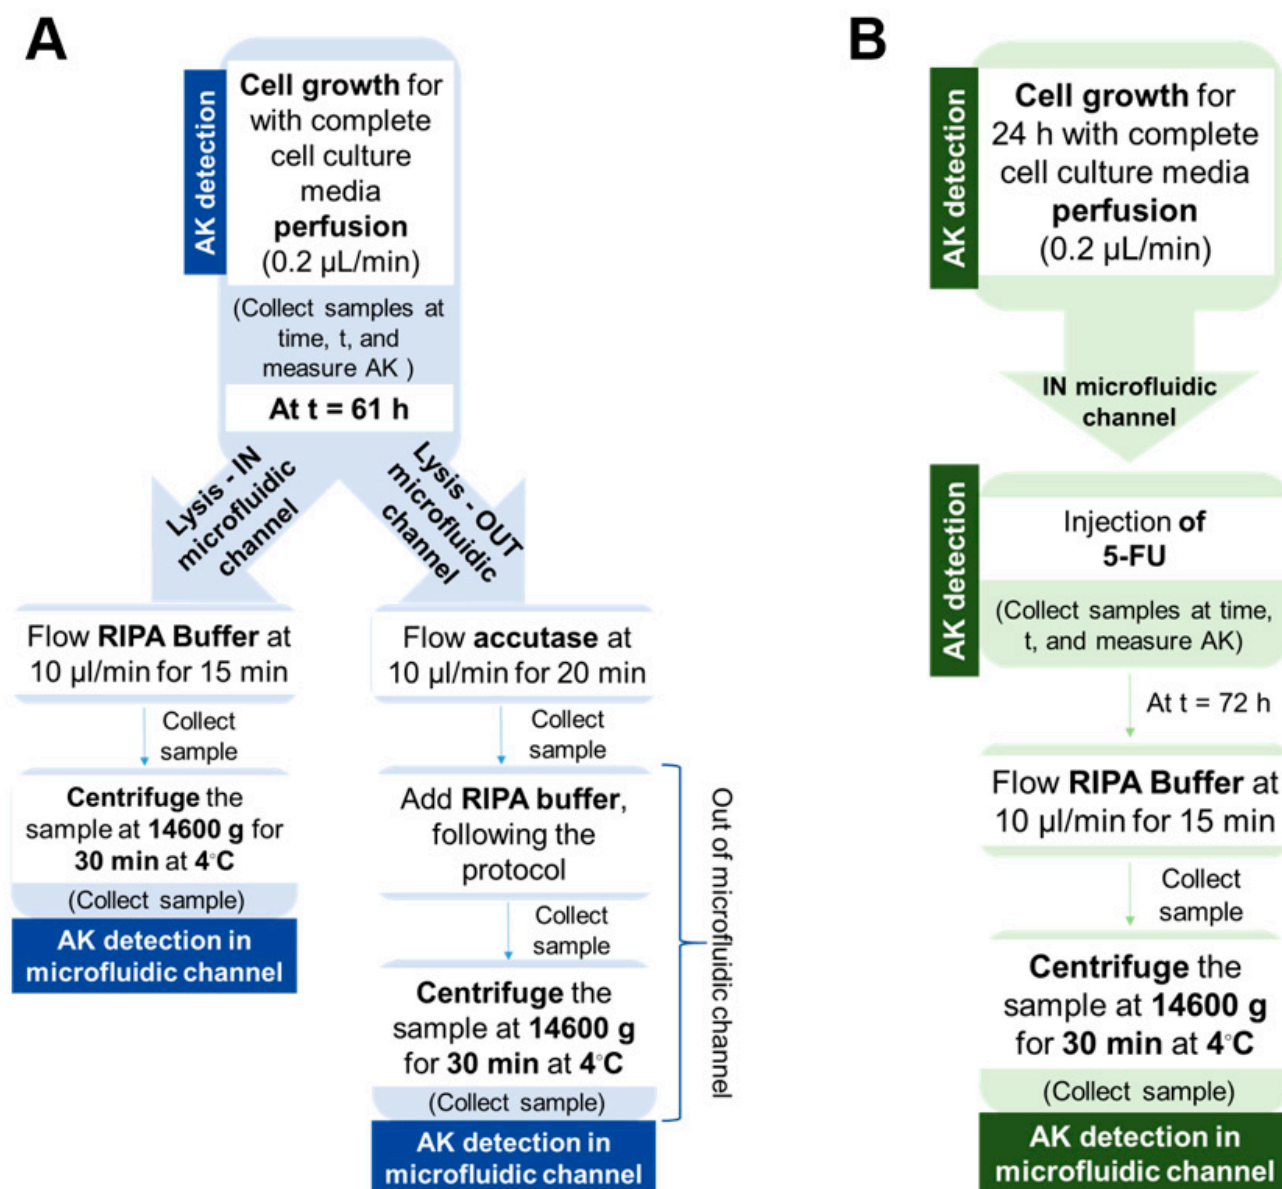 A
AK detection
Cell growth for
with complete
cell culture
media
perfusion
(0.2 µL/min)
(Collect samples at
time, t, and
measure AK )
At t = 61 h
Lysis - IN
microfluidic
channel
Lysis - OUT
microfluidic
channel
Flow RIPA Buffer at
10 µl/min for 15 min
Collect
sample
Centrifuge the
sample at 14600 g for
30 min at 4°C
(Collect sample)
AK detection in
microfluidic channel
Flow accutase at
10 µl/min for 20 min
Collect
sample
Add RIPA buffer,
following the
protocol
Collect
sample
Centrifuge the
sample at 14600 g
for 30 min at 4°C
(Collect sample)
AK detection in
microfluidic channel
Out of microfluidic channel
B
AK detection
Cell growth for
24 h with complete
cell culture media
perfusion
(0.2 µL/min)
IN microfluidic
channel
AK detection
Injection of
5-FU
(Collect samples at time,
t, and measure AK)
At t = 72 h
Flow RIPA Buffer at
10 µl/min for 15 min
Collect
sample
Centrifuge the
sample at 14600 g
for 30 min at 4°C
(Collect sample)
AK detection in
microfluidic channel